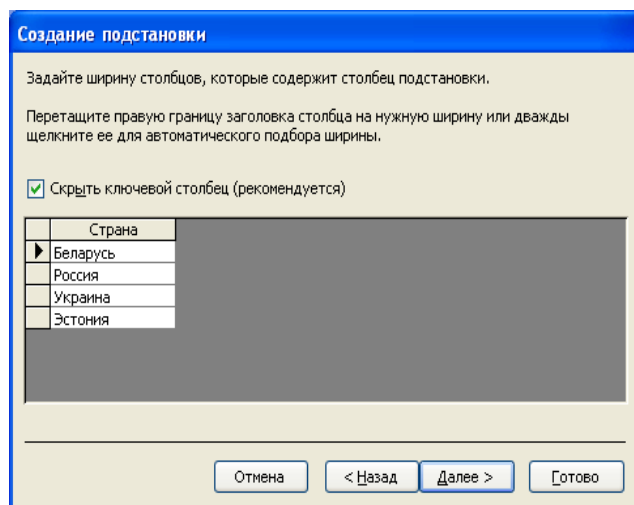 Создание подстановки
Задайте ширину столбцов, которые содержит столбец подстановки.
Перетащите правую границу заголовка столбца на нужную ширину или дважды
щелкните ее для автоматического подбора ширины.
Скрыть ключевой столбец (рекомендуется)
Страна
Беларусь
Россия
Украина
Эстония
Отмена < Назад Далее > Готово